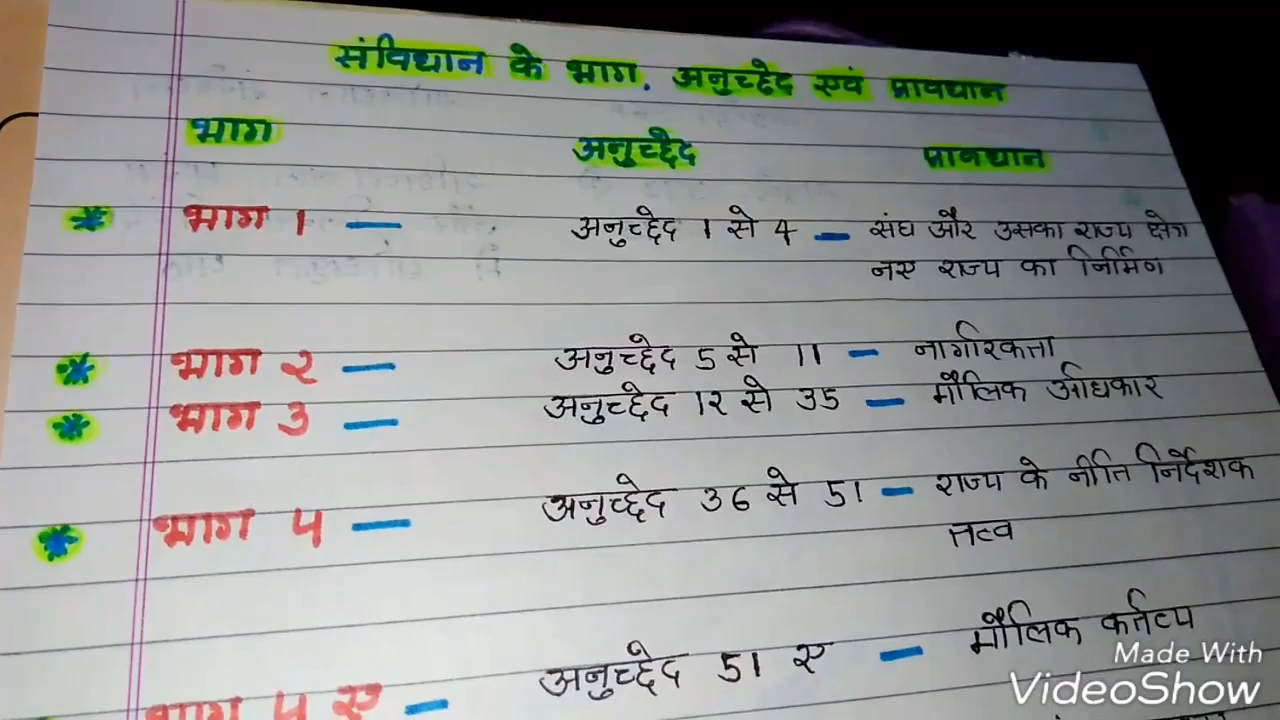 संविधान के भाग, अनुच्छेद एवं प्रावधान
भाग अनुच्छेद प्रावधान
* भाग 1 — अनुच्छेद 1 से 4 — संघ और उसका राज्य क्षेत्र
नए राज्य का निर्माण
* भाग 2 — अनुच्छेद 5 से 11 — नागरिकता
* भाग 3 — अनुच्छेद 12 से 35 — मौलिक अधिकार
* भाग 4 — अनुच्छेद 36 से 51 — राज्य के नीति निर्देशक
तत्व
भाग 4 ए — अनुच्छेद 51 ए — मौलिक कर्तव्य
Made With
VideoShow